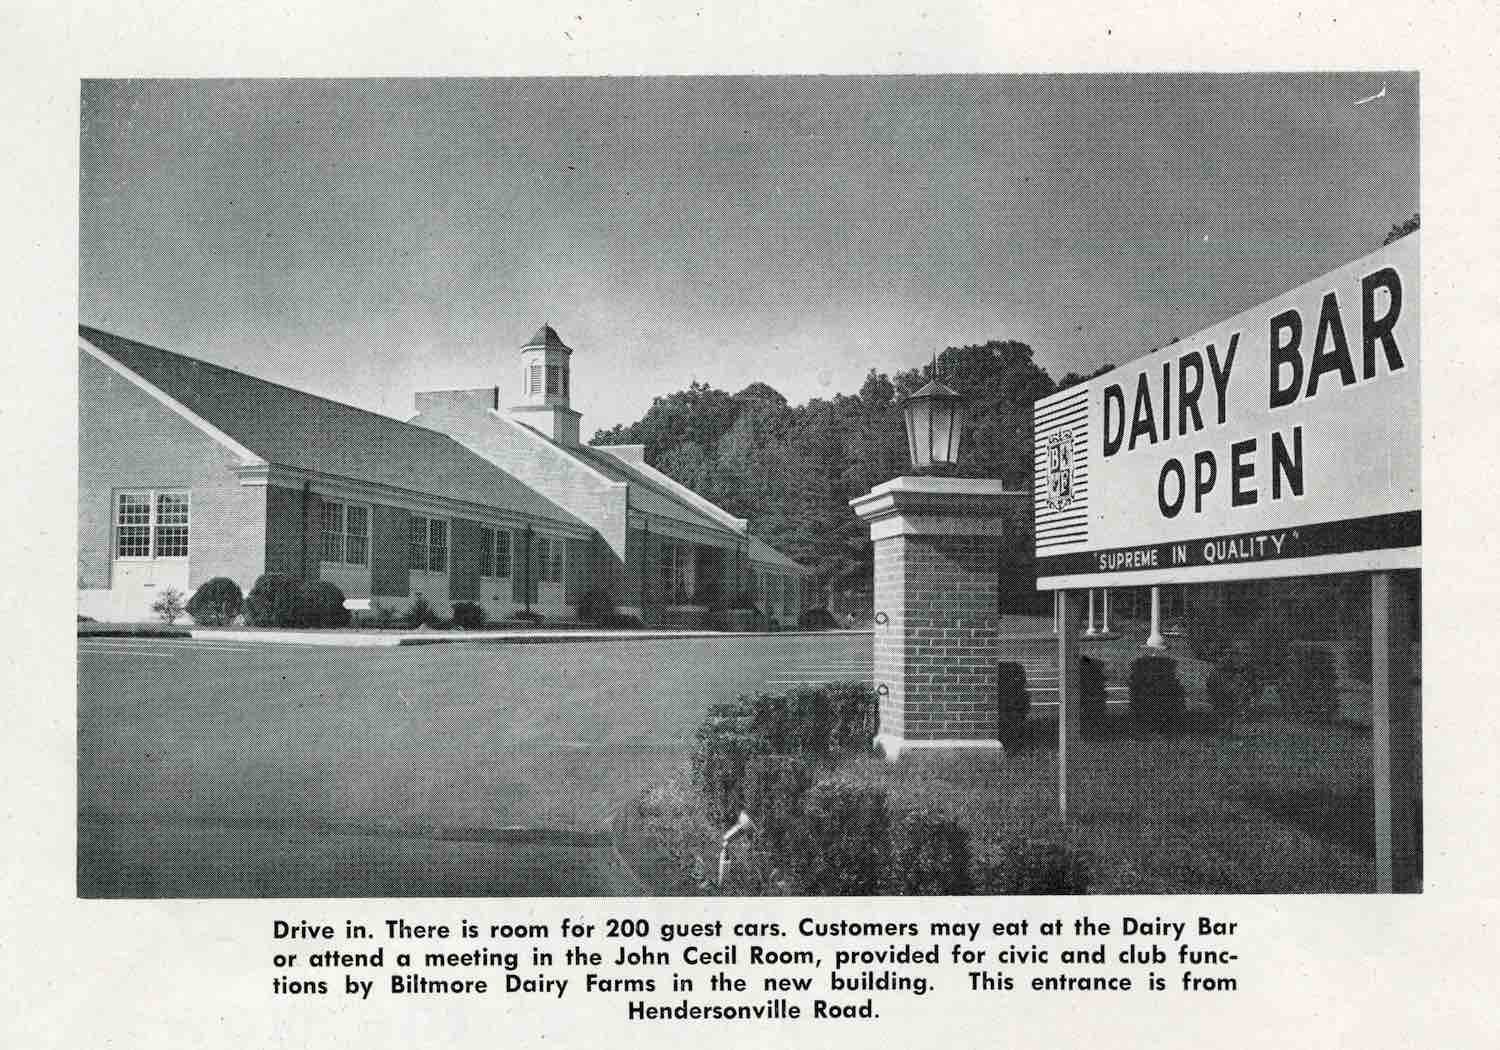 DAIRY BAR
OPEN
"SUPREME IN QUALITY"
Drive in. There is room for 200 guest cars. Customers may eat at the Dairy Bar
or attend a meeting in the John Cecil Room, provided for civic and club func-
tions by Biltmore Dairy Farms in the new building. This entrance is from
Hendersonville Road.